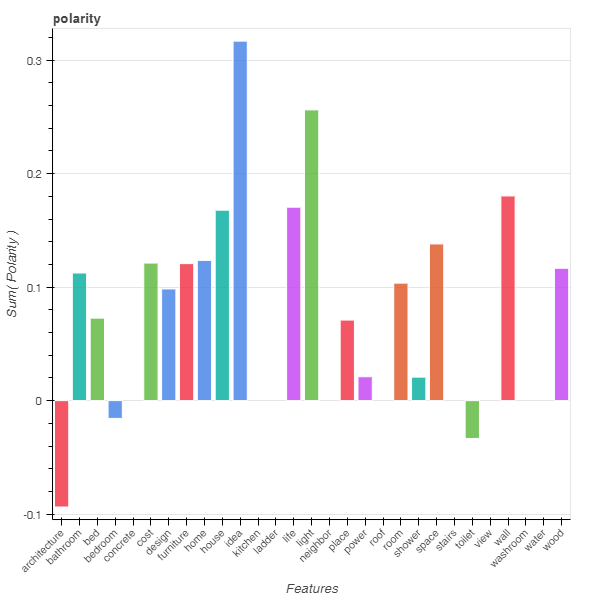 polarity
0.3
0.2
0.1
0
-0.1
Sum( Polarity )
architecture
bathroom
bed
bedroom
concrete
cost
design
furniture
home
house
idea
kitchen
ladder
life
light
neighbor
place
power
roof
room
shower
space
stairs
toilet
view
wall
washroom
water
wood
Features